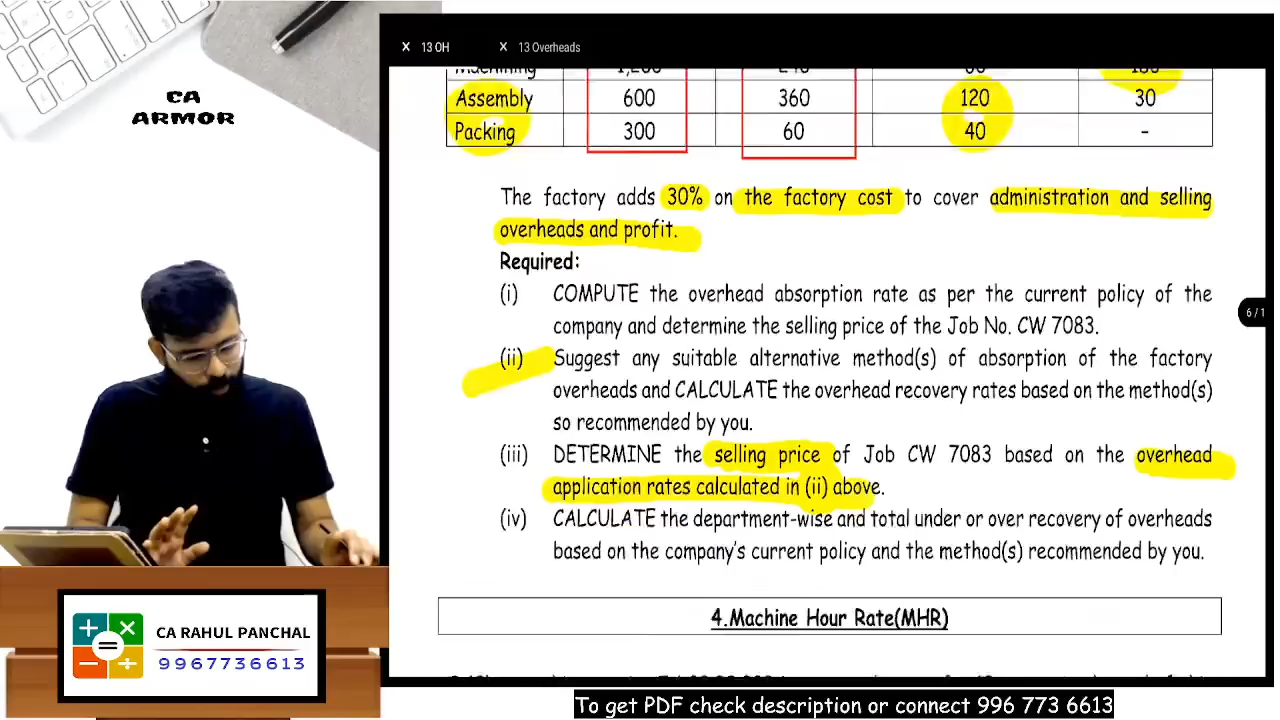 CA
ARMOR
13 OH
13 Overheads
Machining 1,200 240 60 180
Assembly 600 360 120 30
Packing 300 60 40 -
The factory adds 30% on the factory cost to cover administration and selling
overheads and profit.
Required:
(i) COMPUTE the overhead absorption rate as per the current policy of the
company and determine the selling price of the Job No. CW 7083.
(ii) Suggest any suitable alternative method(s) of absorption of the factory
overheads and CALCULATE the overhead recovery rates based on the method(s)
so recommended by you.
(iii) DETERMINE the selling price of Job CW 7083 based on the overhead
application rates calculated in (ii) above.
(iv) CALCULATE the department-wise and total under or over recovery of overheads
based on the company's current policy and the method(s) recommended by you.
6/1
4.Machine Hour Rate(MHR)
CA RAHUL PANCHAL
9967736613
To get PDF check description or connect 996 773 6613